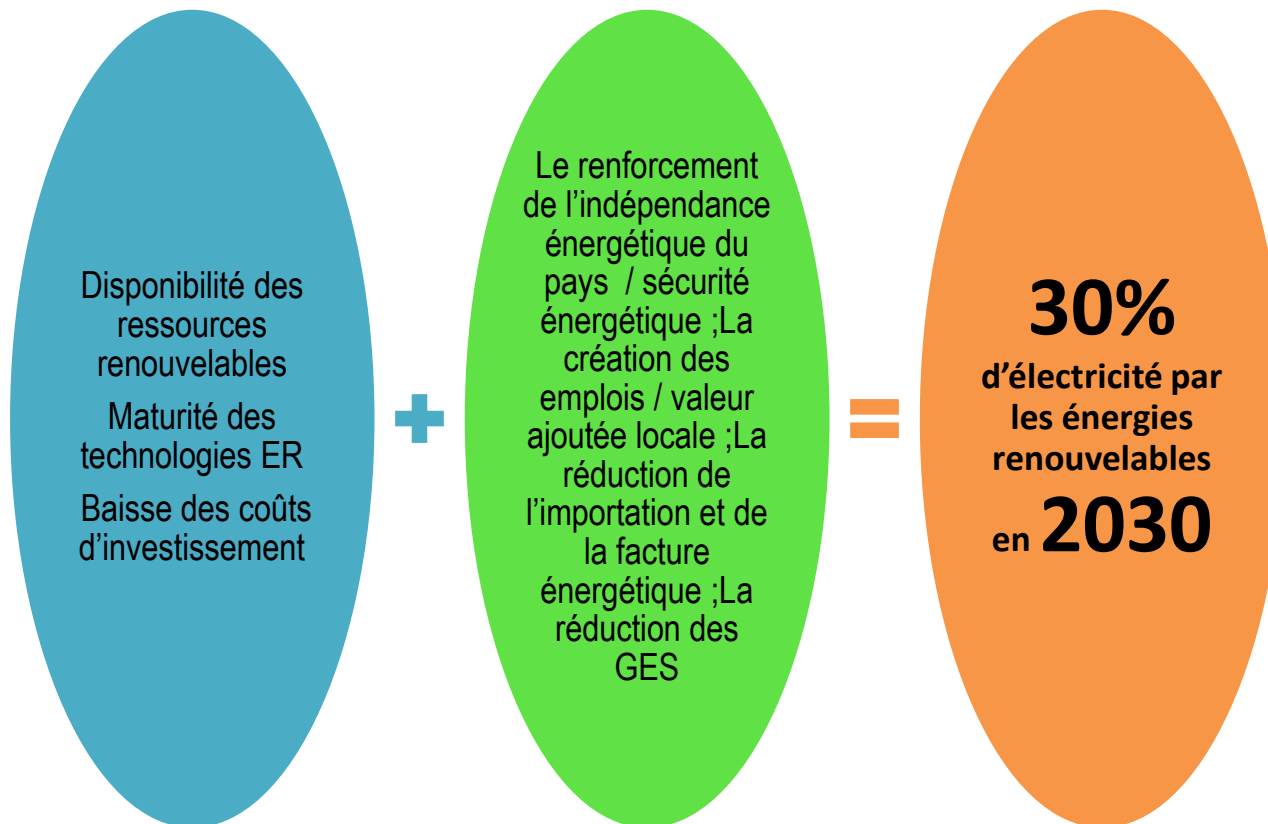 Disponibilité des
ressources
renouvelables
Maturité des
technologies ER
Baisse des coûts
d’investissement
+
Le renforcement
de l’indépendance
énergétique du
pays / sécurité
énergétique ;La
création des
emplois / valeur
ajoutée locale ;La
réduction de
l’importation et de
la facture
énergétique ;La
réduction des
GES
=
30%
d’électricité par
les énergies
renouvelables
en 2030